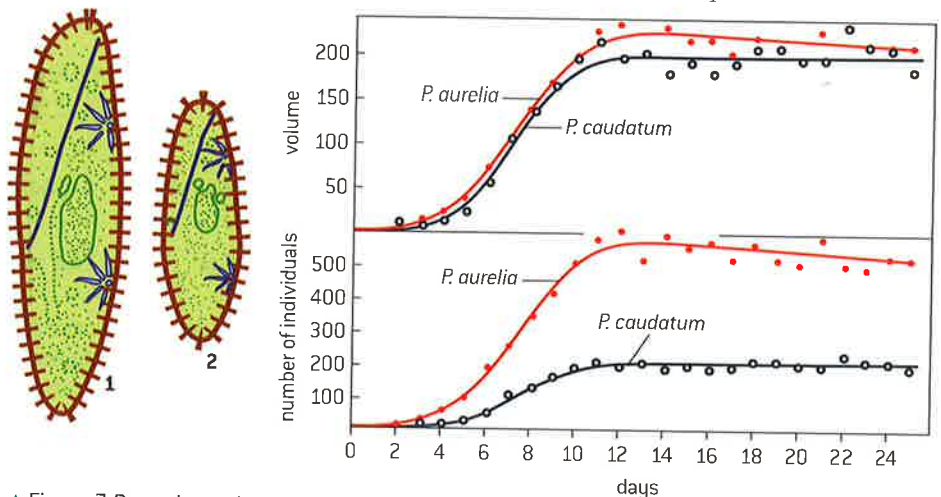 1
2
volume
200
150
100
50
P. aurelia
P. caudatum
number of individuals
500
400
300
200
100
P. aurelia
P. caudatum
0 2 4 6 8 10 12 14 16 18 20 22 24
days